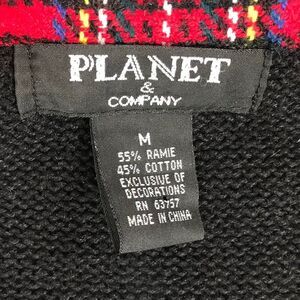 PLANET
&
COMPANY
M
55% RAMIE
45% COTTON
EXCLUSIVE OF
DECORATIONS
RN 63757
MADE IN CHINA